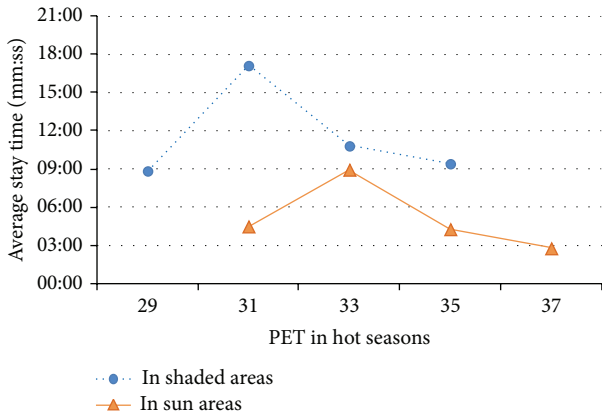 Average stay time (mm:ss)
21:00
18:00
15:00
12:00
09:00
06:00
03:00
00:00
29 31 33 35 37
PET in hot seasons
In shaded areas
In sun areas